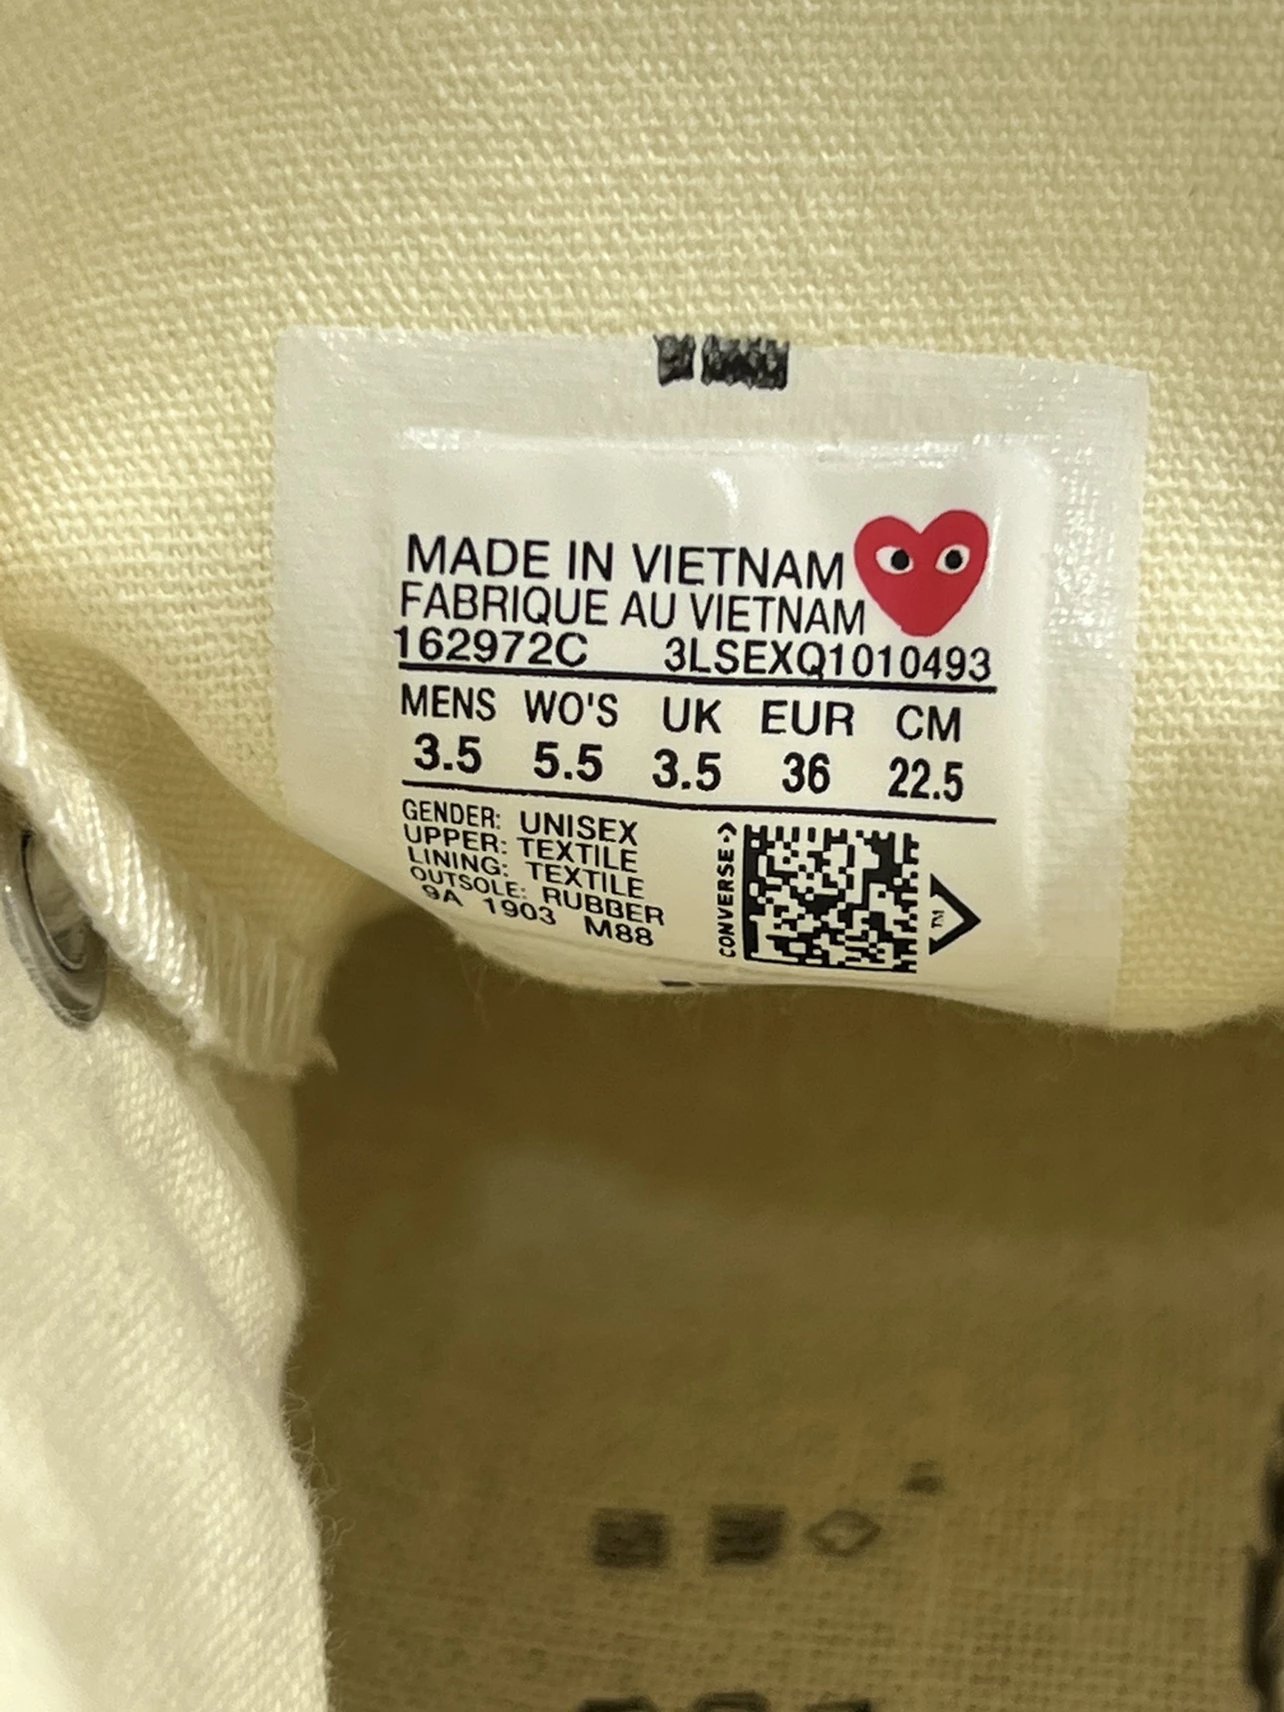 MADE IN VIETNAM
FABRIQUE AU VIETNAM
162972C 3LSEXQ1010493
MENS WO'S UK EUR CM
3.5 5.5 3.5 36 22.5
GENDER: UNISEX
UPPER: TEXTILE
LINING: TEXTILE
OUTSOLE: RUBBER
9A 1903 M88
CONVERSE
TM